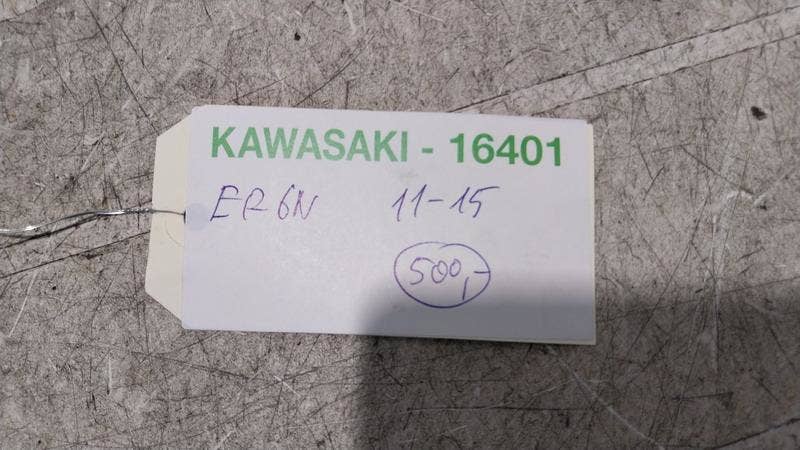 KAWASAKI - 16401
ER 6N 11-15
500,-